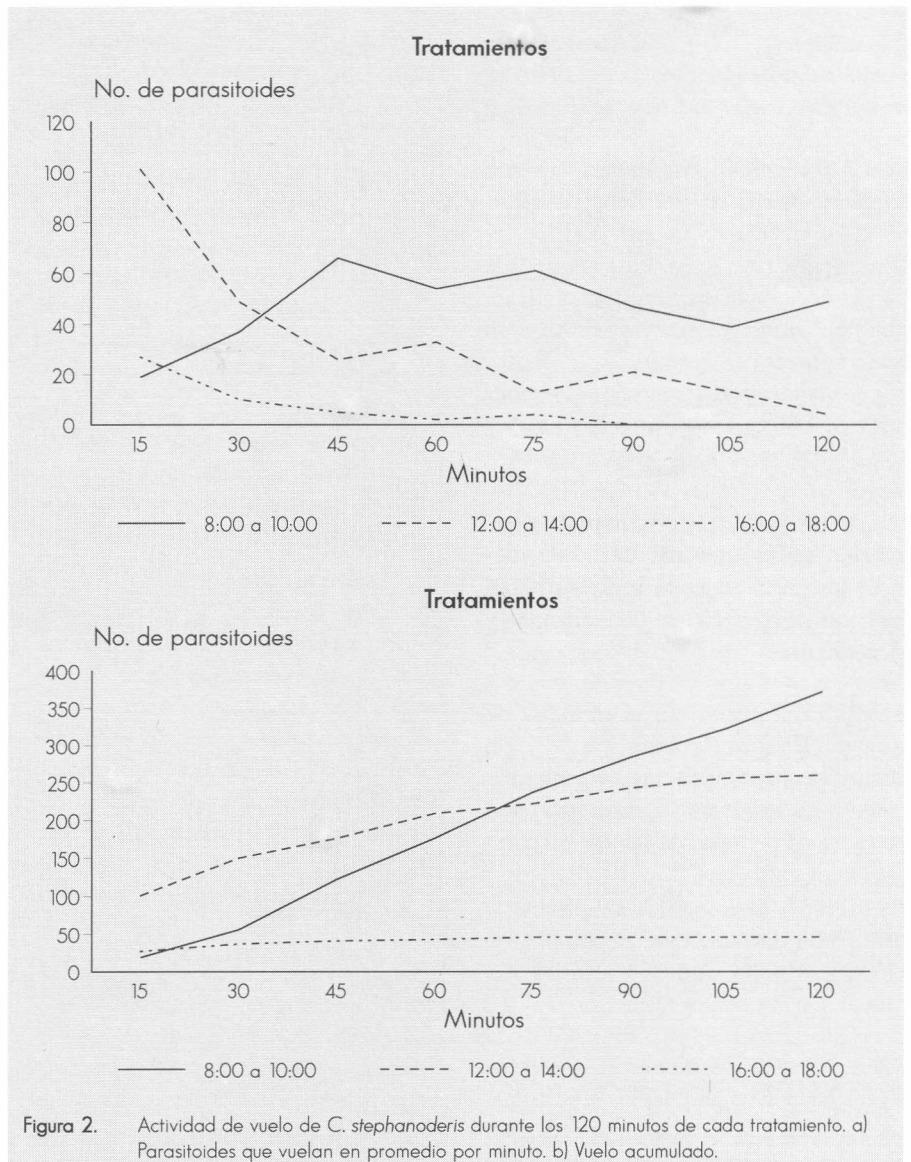 Tratamientos
No. de parasitoides
120
100
80
60
40
20
0
15 30 45 60 75 90 105 120
Minutos
8:00 a 10:00 12:00 a 14:00 16:00 a 18:00
Tratamientos
No. de parasitoides
400
350
300
250
200
150
100
50
0
15 30 45 60 75 90 105 120
Minutos
8:00 a 10:00 12:00 a 14:00 16:00 a 18:00
Figura 2. Actividad de vuelo de C. stephanoderis durante los 120 minutos de cada tratamiento. a)
Parasitoides que vuelan en promedio por minuto. b) Vuelo acumulado.